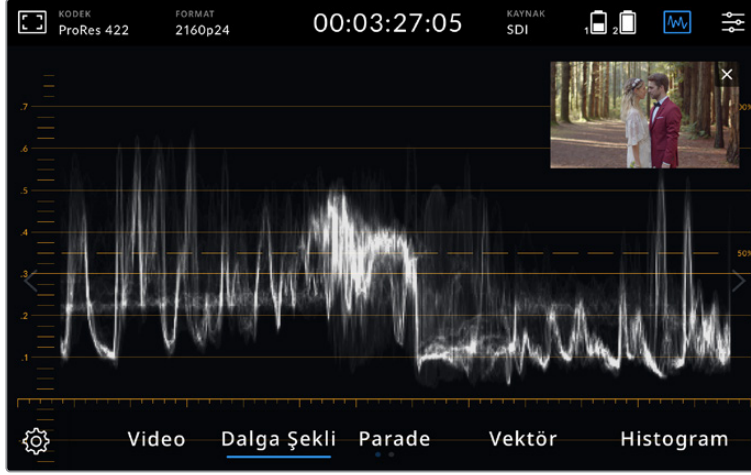 KODEK
ProRes 422
FORMAT
2160p24
00:03:27:05
KAYNAK
SDI
1
2
.7
.6
.5
.4
.3
.2
.1
50%
Video
Dalga Şekli
Parade
Vektör
Histogram